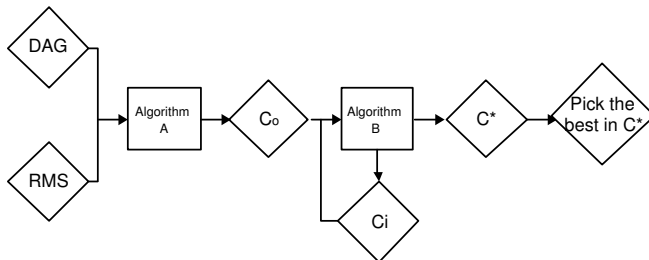 DAG
RMS
Algorithm
A
Co
Algorithm
B
Ci
C*
Pick the
best in C*